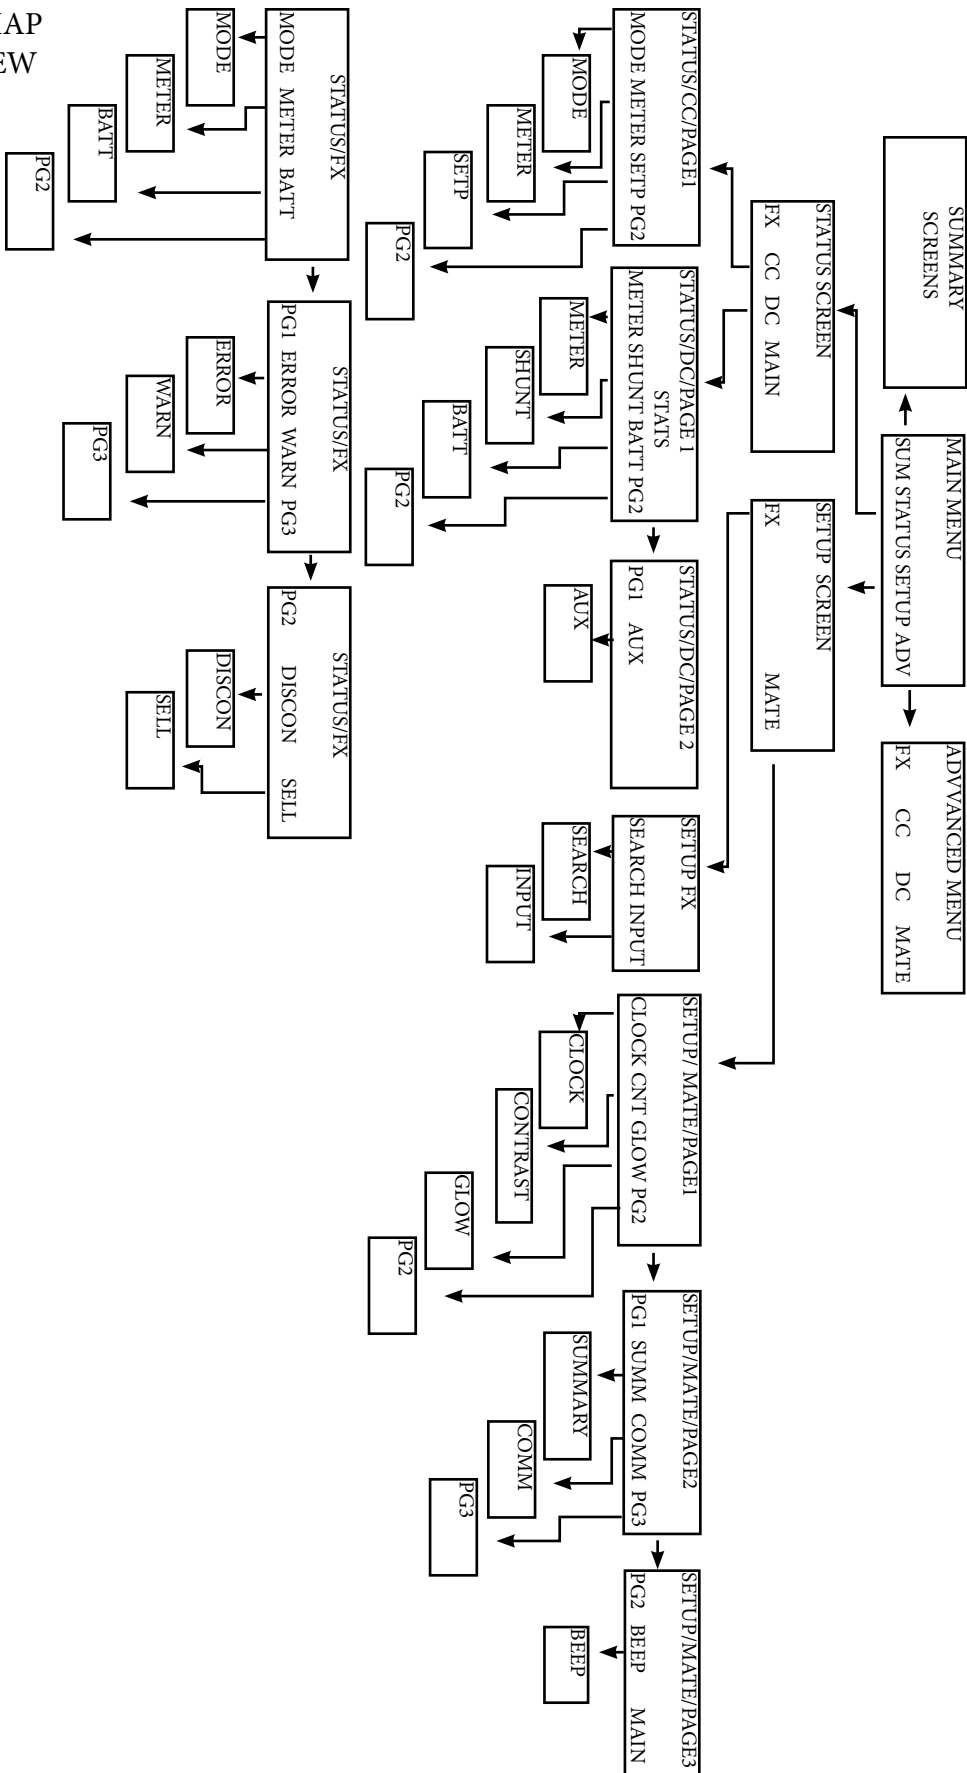 IAP
EW
SUMMARY
SCREENS
MAIN MENU
SUM STATUS SETUP ADV
ADVVANCED MENU
FX CC DC MATE
STATUS SCREEN
FX CC DC MAIN
SETUP SCREEN
FX MATE
STATUS/CC/PAGE1
MODE METER SETP PG2
MODE
METER
SETP
PG2
STATUS/DC/PAGE 1
STATS
METER SHUNT BATT PG2
METER
SHUNT
BATT
PG2
STATUS/DC/PAGE 2
PG1 AUX
AUX
SETUP FX
SEARCH INPUT
SEARCH
INPUT
SETUP/ MATE/PAGE1
CLOCK CNT GLOW PG2
CLOCK
CONTRAST
GLOW
PG2
SETUP/MATE/PAGE2
PG1 SUMM COMM PG3
SUMMARY
COMM
PG3
SETUP/MATE/PAGE3
PG2 BEEP MAIN
BEEP
STATUS/FX
MODE METER BATT
MODE
METER
BATT
PG2
STATUS/FX
PG1 ERROR WARN PG3
ERROR
WARN
PG3
STATUS/FX
PG2 DISCON SELL
DISCON
SELL